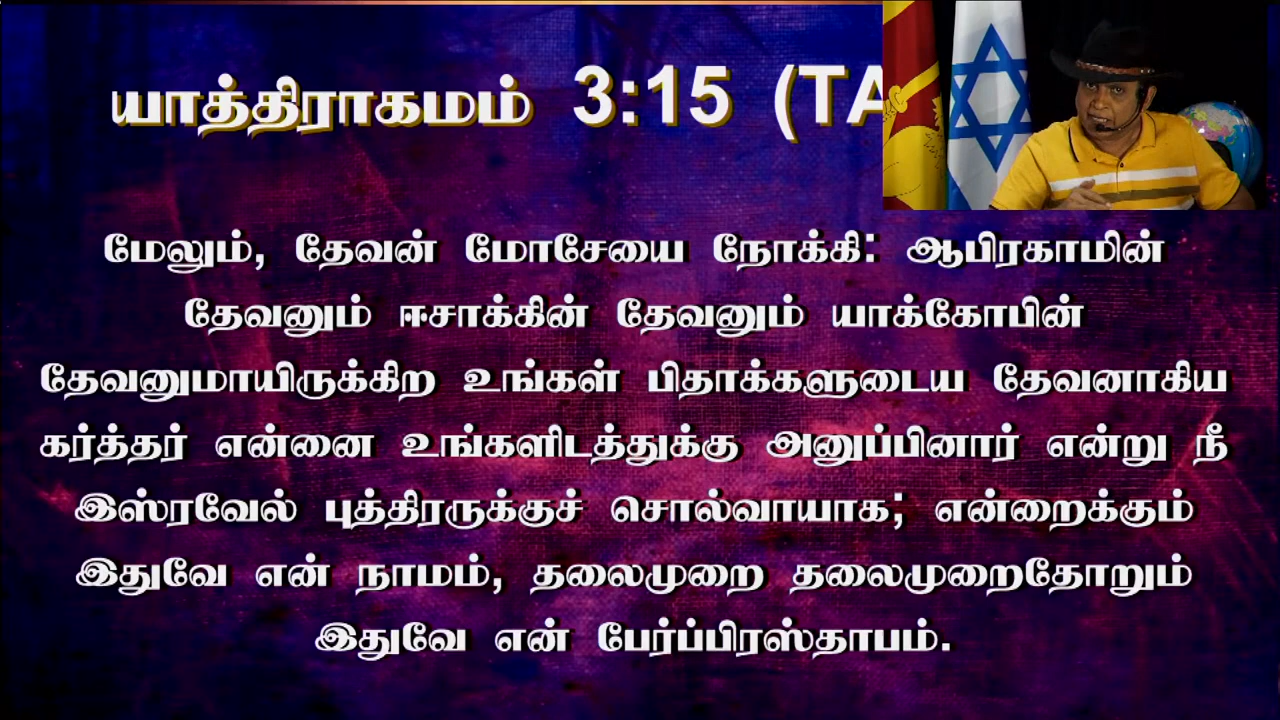 யாத்திராகமம் 3:15 (TA
மேலும், தேவன் மோசேயை நோக்கி: ஆபிரகாமின்
தேவனும் ஈசாக்கின் தேவனும் யாக்கோபின்
தேவனுமாயிருக்கிற உங்கள் பிதாக்களுடைய தேவனாகிய
கர்த்தர் என்னை உங்களிடத்துக்கு அனுப்பினார் என்று நீ
இஸ்ரவேல் புத்திரருக்குச் சொல்வாயாக; என்றைக்கும்
இதுவே என் நாமம், தலைமுறை தலைமுறைதோறும்
இதுவே என் பேர்ப்பிரஸ்தாபம்.